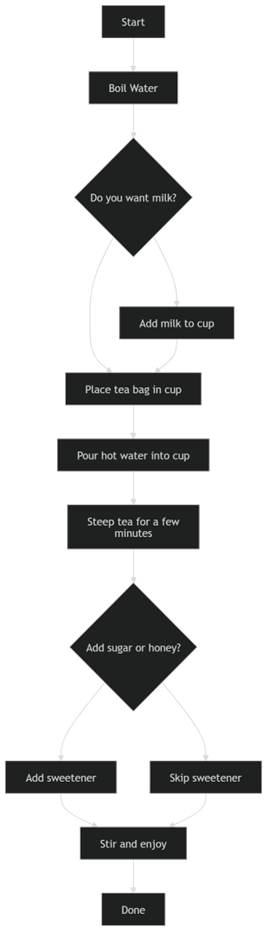 Start
Boil Water
Do you want milk?
Add milk to cup
Place tea bag in cup
Pour hot water into cup
Steep tea for a few
minutes
Add sugar or honey?
Add sweetener
Skip sweetener
Stir and enjoy
Done